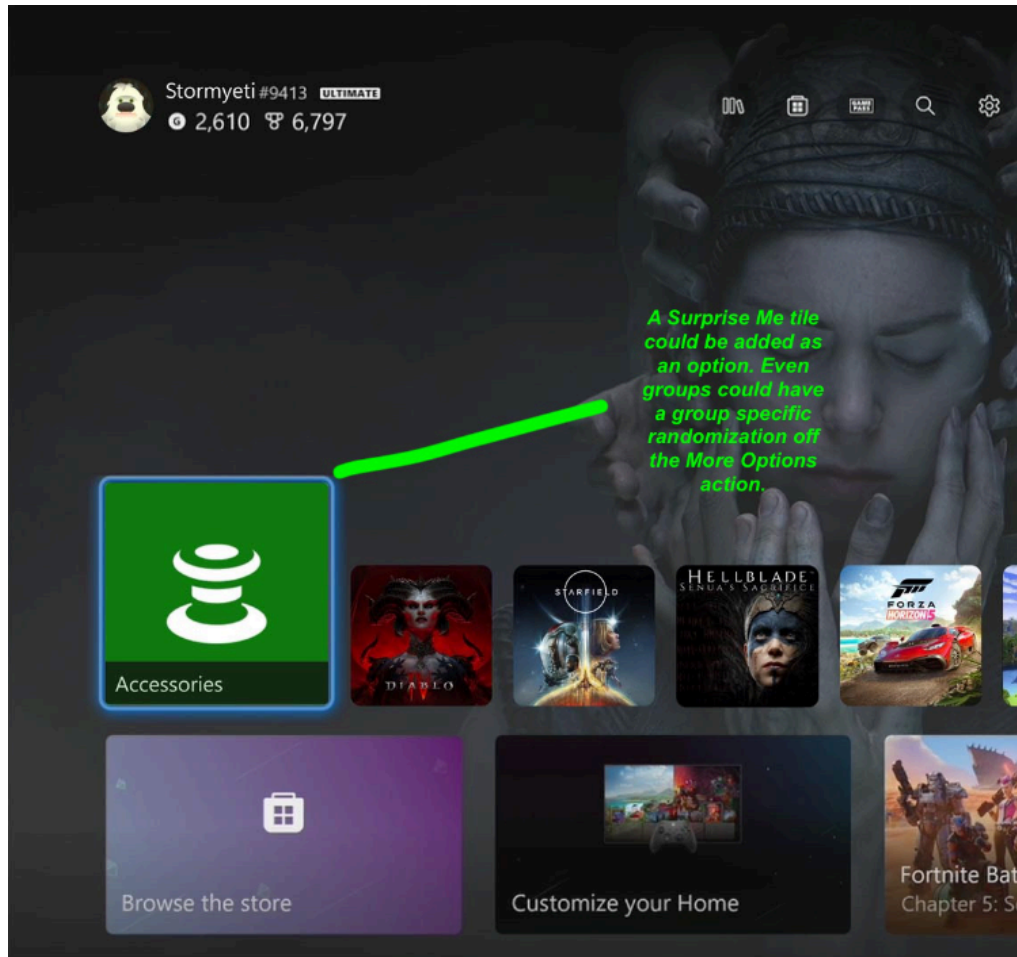 Stormyeti #9413 ULTIMATE
G 2,610 6,797
GAME
PASS
A Surprise Me tile
could be added as
an option. Even
groups could have
a group specific
randomization off
the More Options
action.
Accessories
DIABLO
STARFIELD
HELLBLADE
SENUA'S SACRIFICE
FORZA
HORIZON 5
Browse the store
Customize your Home
Fortnite Bat
Chapter 5: S